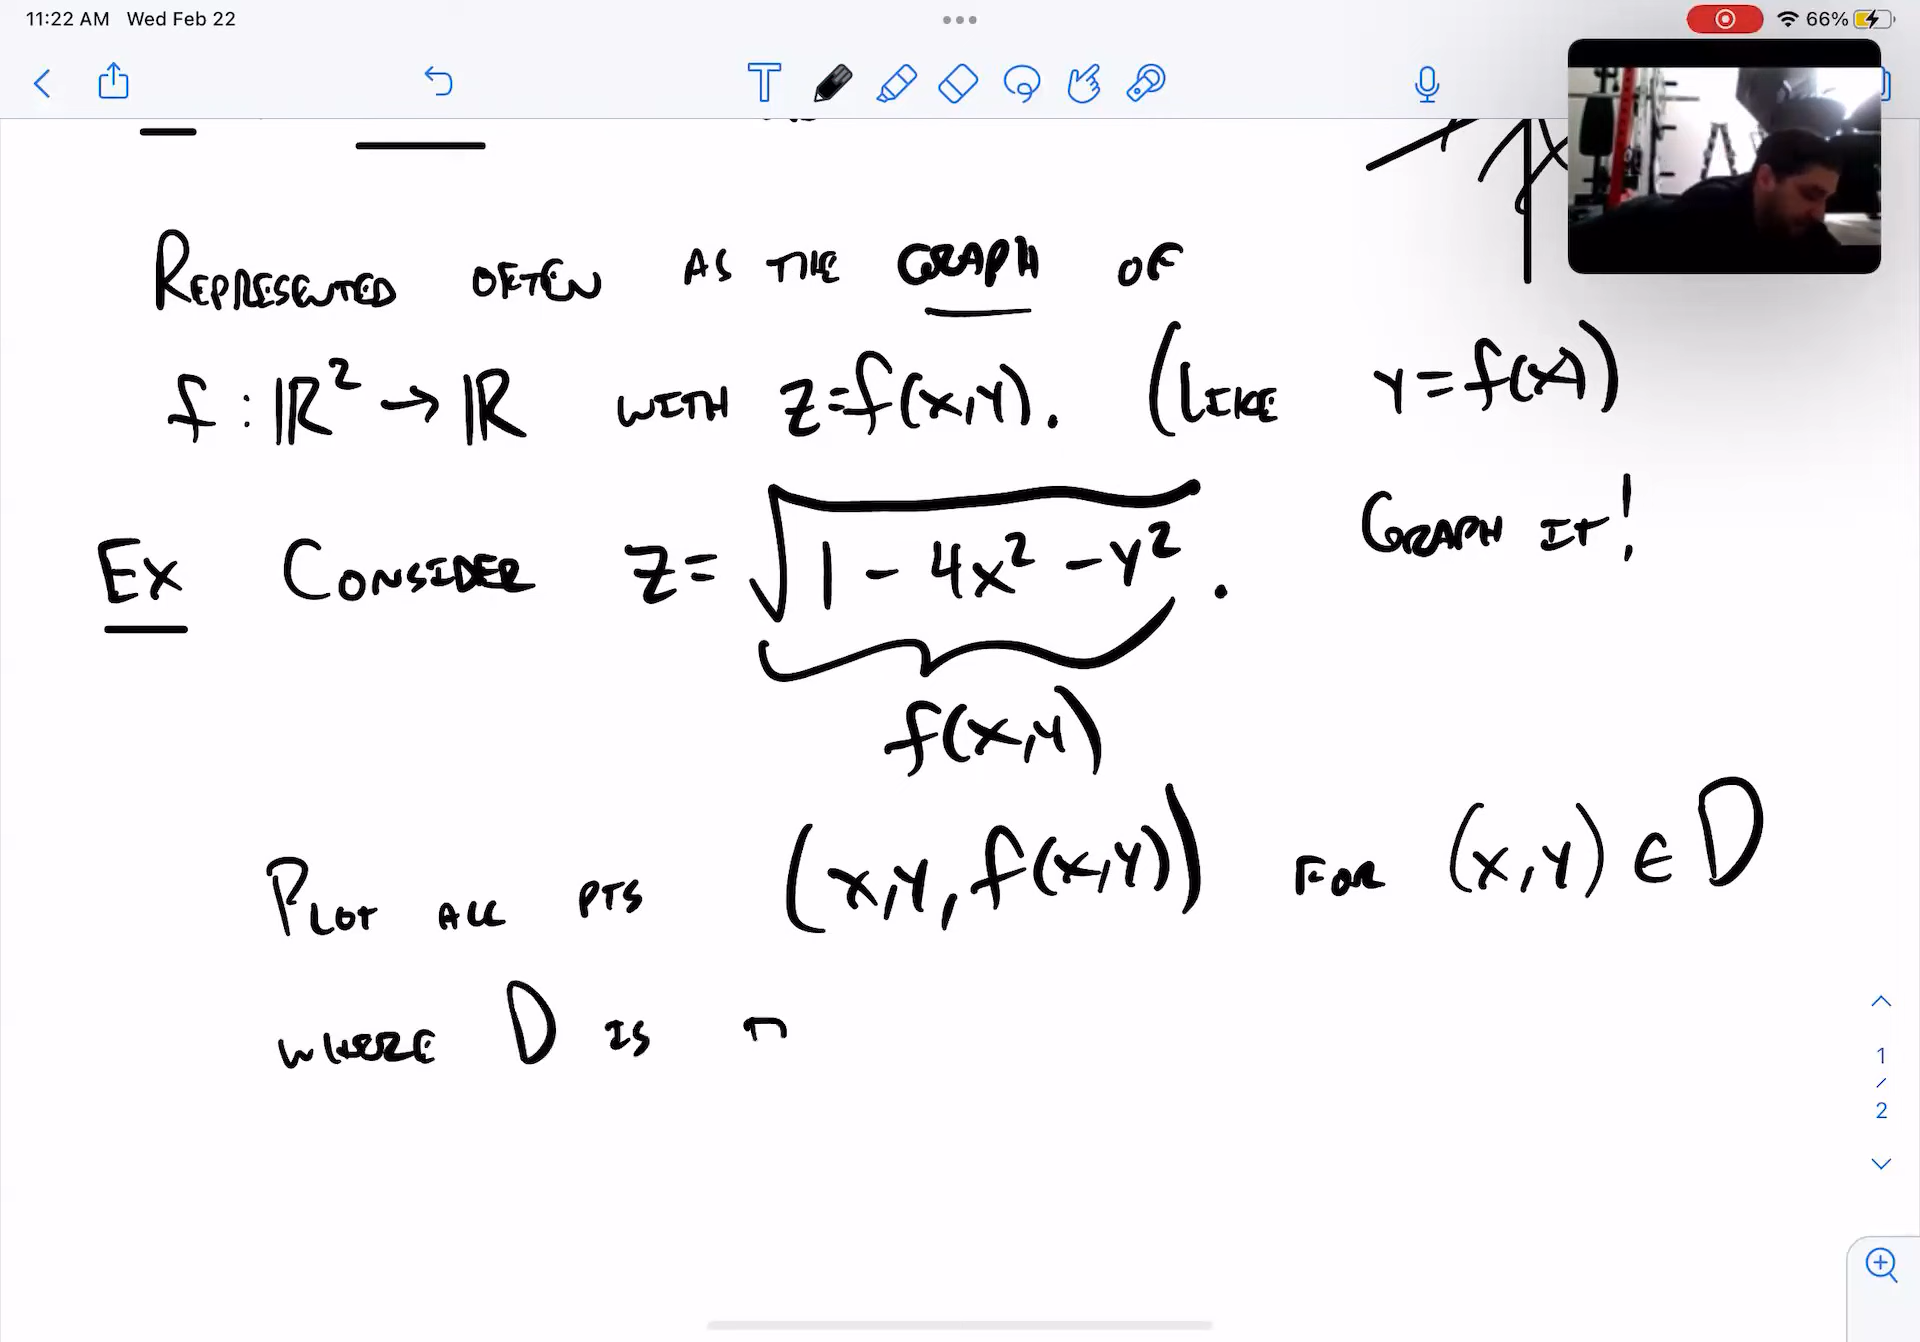 11:22 AM Wed Feb 22
66%
REPRESENTED OFTEN AS THE GRAPH OF
f : ℝ² → ℝ WITH z=f(x,y). (LIKE y=f(x))
EX CONSIDER z= √(1 - 4x² - y²). GRAPH IT!
f(x,y)
PLOT ALL PTS (x,y, f(x,y)) FOR (x,y) ∈ D
WHERE D IS
1
/
2